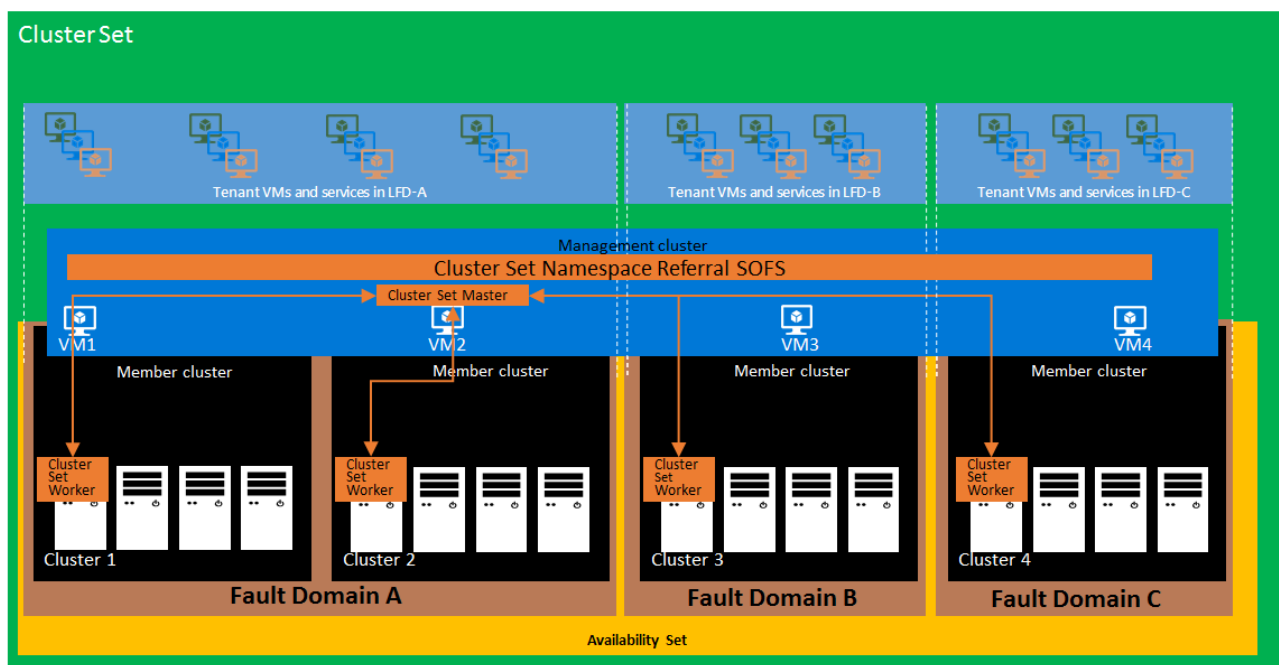 Cluster Set
Tenant VMs and services in LFD-A
Tenant VMs and services in LFD-B
Tenant VMs and services in LFD-C
Management cluster
Cluster Set Namespace Referral SOFS
Cluster Set Master
VM1
VM2
VM3
VM4
Member cluster
Member cluster
Member cluster
Member cluster
Cluster
Set
Worker
Cluster
Set
Worker
Cluster
Set
Worker
Cluster
Set
Worker
Cluster 1
Cluster 2
Cluster 3
Cluster 4
Fault Domain A
Fault Domain B
Fault Domain C
Availability Set